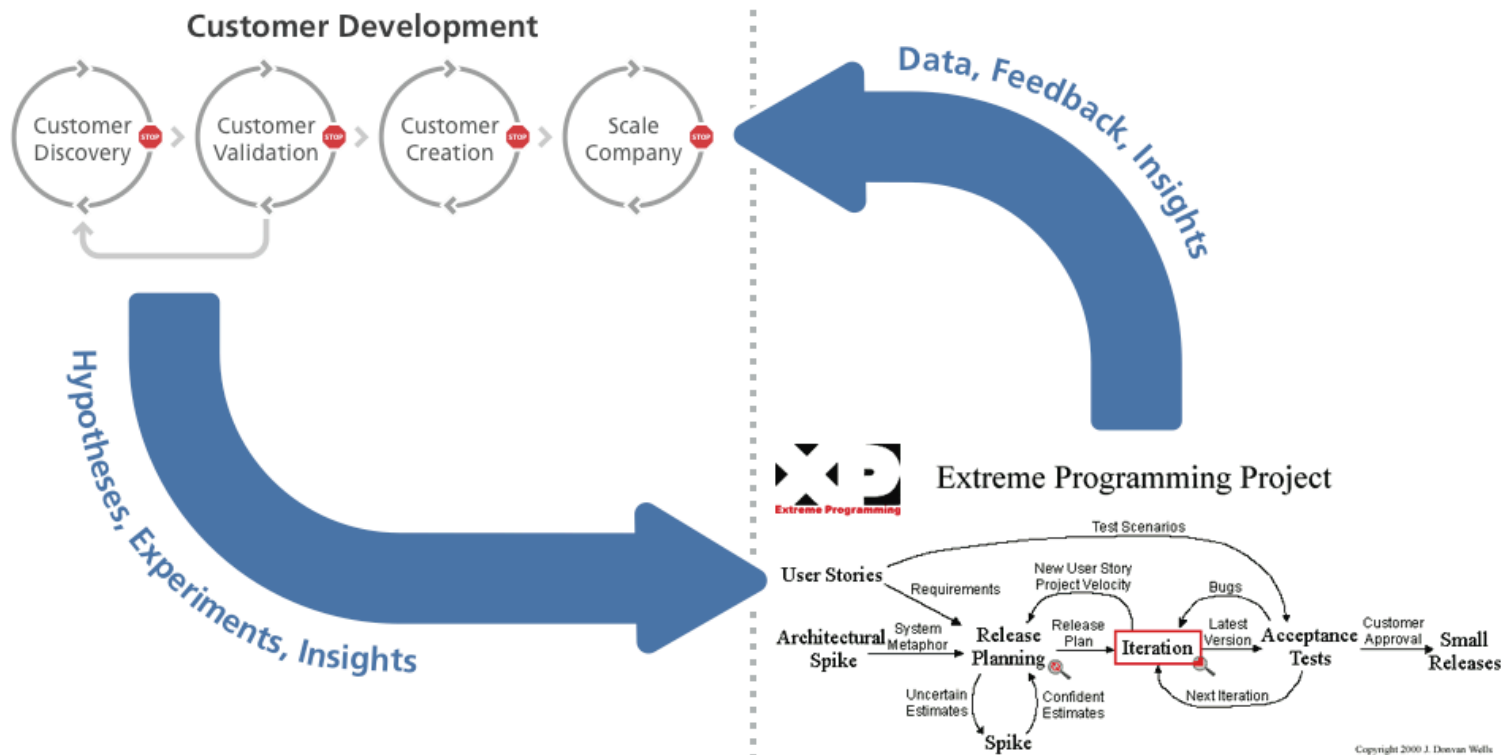 Customer Development
Customer
Discovery
STOP
Customer
Validation
STOP
Customer
Creation
STOP
Scale
Company
STOP
Data, Feedback, Insights
Hypotheses, Experiments, Insights
XP
Extreme Programming
Extreme Programming Project
Test Scenarios
User Stories
Requirements
New User Story
Project Velocity
Bugs
Architectural
Spike
System
Metaphor
Release
Planning
Release
Plan
Iteration
Latest
Version
Acceptance
Tests
Customer
Approval
Small
Releases
Uncertain
Estimates
Confident
Estimates
Next Iteration
Spike
Copyright 2000 J. Donvan Wells